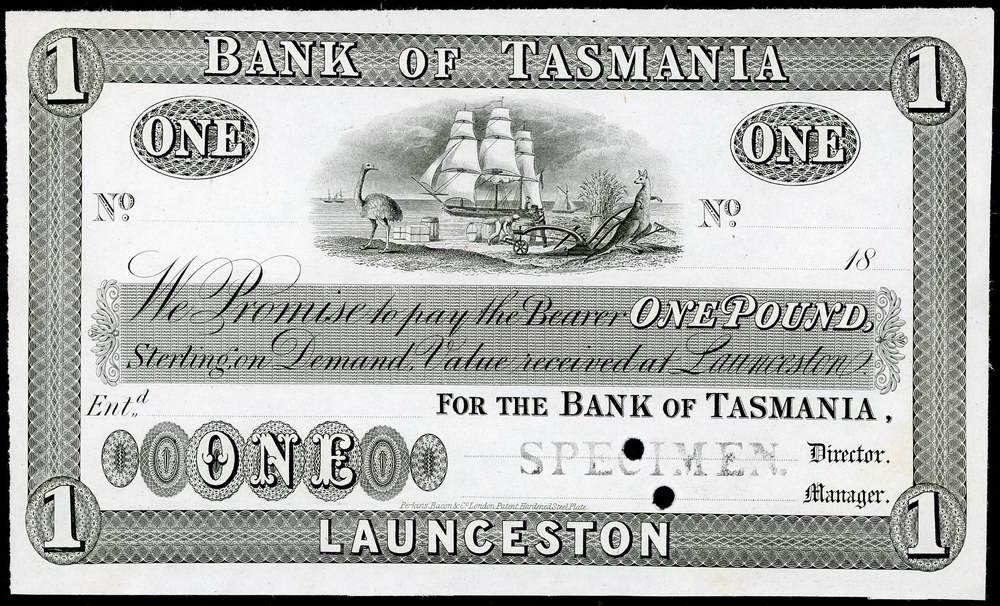 1 BANK OF TASMANIA 1
ONE ONE
No. No.
18
We Promise to pay the Bearer ONE POUND,
Sterling, on Demand, Value received at Launceston
Ent,,d FOR THE BANK OF TASMANIA,
ONE SPECIMEN. Director.
Manager.
Perkins, Bacon & Co. London Patent Hardened Steel Plate.
1 LAUNCESTON 1